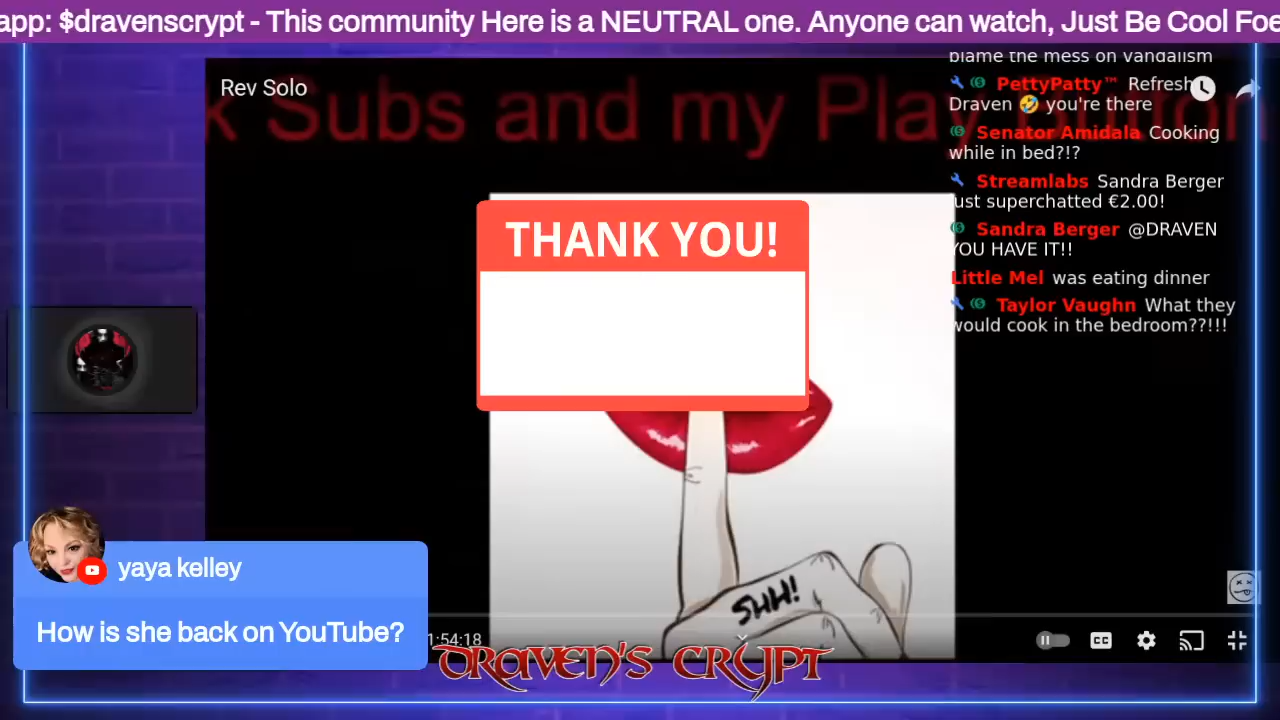 app: $dravenscrypt - This community Here is a NEUTRAL one. Anyone can watch, Just Be Cool
Rev Solo
k Subs and my Play
blame the mess on vandalism
PettyPatty™ Refresh
Draven 🤣 you're there
Senator Amidala Cooking
while in bed?!?
Streamlabs Sandra Berger
just superchatted €2.00!
Sandra Berger @DRAVEN
YOU HAVE IT!!
Little Mel was eating dinner
Taylor Vaughn What they
would cook in the bedroom??!!!
THANK YOU!
SHH!
yaya kelley
How is she back on YouTube?
1:54:18
CC
DRAVEN'S CRYPT